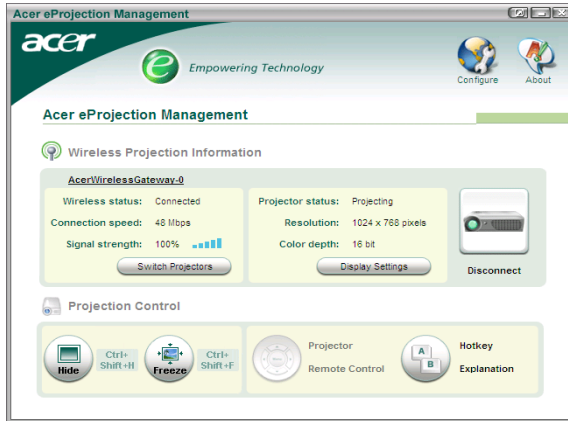 Acer eProjection Management
acer
e
Empowering Technology
Configure
About
Acer eProjection Management
Wireless Projection Information
AcerWirelessGateway-0
Wireless status: Connected
Connection speed: 48 Mbps
Signal strength: 100%
Switch Projectors
Projector status: Projecting
Resolution: 1024 x 768 pixels
Color depth: 16 bit
Display Settings
Disconnect
Projection Control
Hide
Ctrl+
Shift+H
Freeze
Ctrl+
Shift+F
Projector
Remote Control
A
B
Hotkey
Explanation